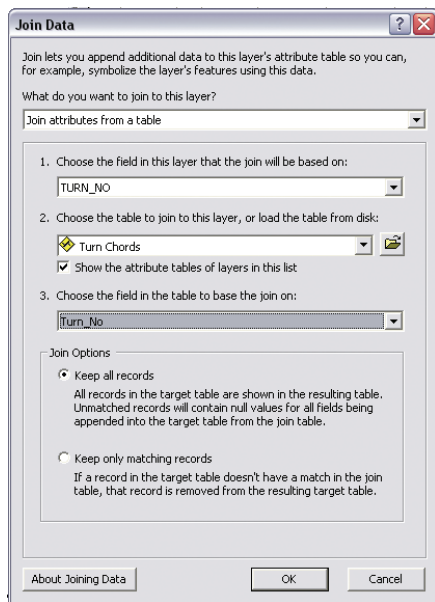 Join Data
Join lets you append additional data to this layer's attribute table so you can,
for example, symbolize the layer's features using this data.
What do you want to join to this layer?
Join attributes from a table
1. Choose the field in this layer that the join will be based on:
TURN_NO
2. Choose the table to join to this layer, or load the table from disk:
Turn Chords
Show the attribute tables of layers in this list
3. Choose the field in the table to base the join on:
Turn_No
Join Options
Keep all records
All records in the target table are shown in the resulting table.
Unmatched records will contain null values for all fields being
appended into the target table from the join table.
Keep only matching records
If a record in the target table doesn't have a match in the join
table, that record is removed from the resulting target table.
About Joining Data
OK
Cancel